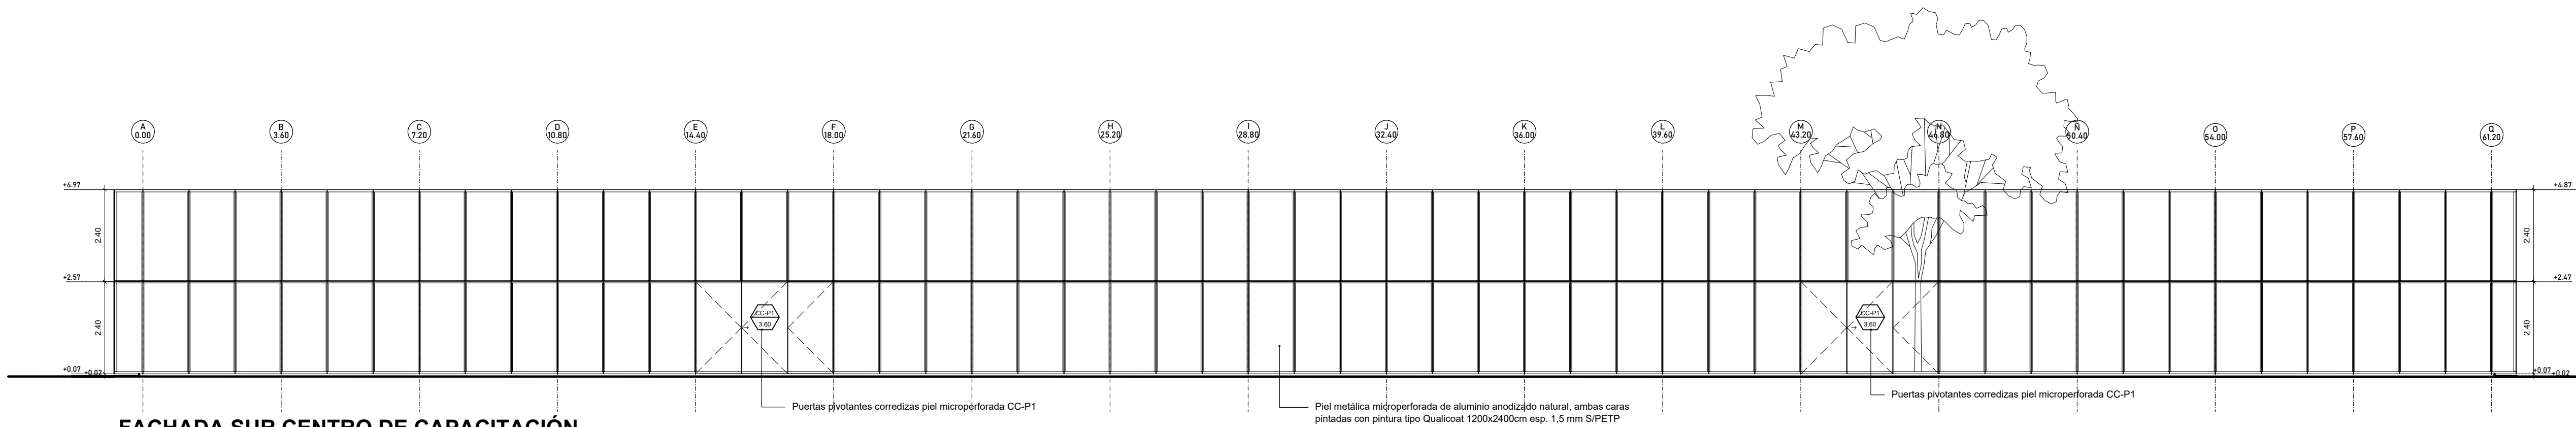 A
0.00
B
3.60
C
7.20
D
10.80
E
14.40
F
18.00
G
21.60
H
25.20
I
28.80
J
32.40
K
36.00
L
39.60
M
43.20
N
46.80
Ñ
50.40
O
54.00
P
57.60
Q
61.20
+4.97
+4.87
2.40
2.40
+2.57
+2.47
2.40
2.40
CC-P1
3.60
CC-P1
3.60
+0.07
+0.02
+0.07
+0.02
Puertas pivotantes corredizas piel microperforada CC-P1
Piel metálica microperforada de aluminio anodizado natural, ambas caras
pintadas con pintura tipo Qualicoat 1200x2400cm esp. 1,5 mm S/PETP
Puertas pivotantes corredizas piel microperforada CC-P1
FACHADA SUR CENTRO DE CAPACITACIÓN